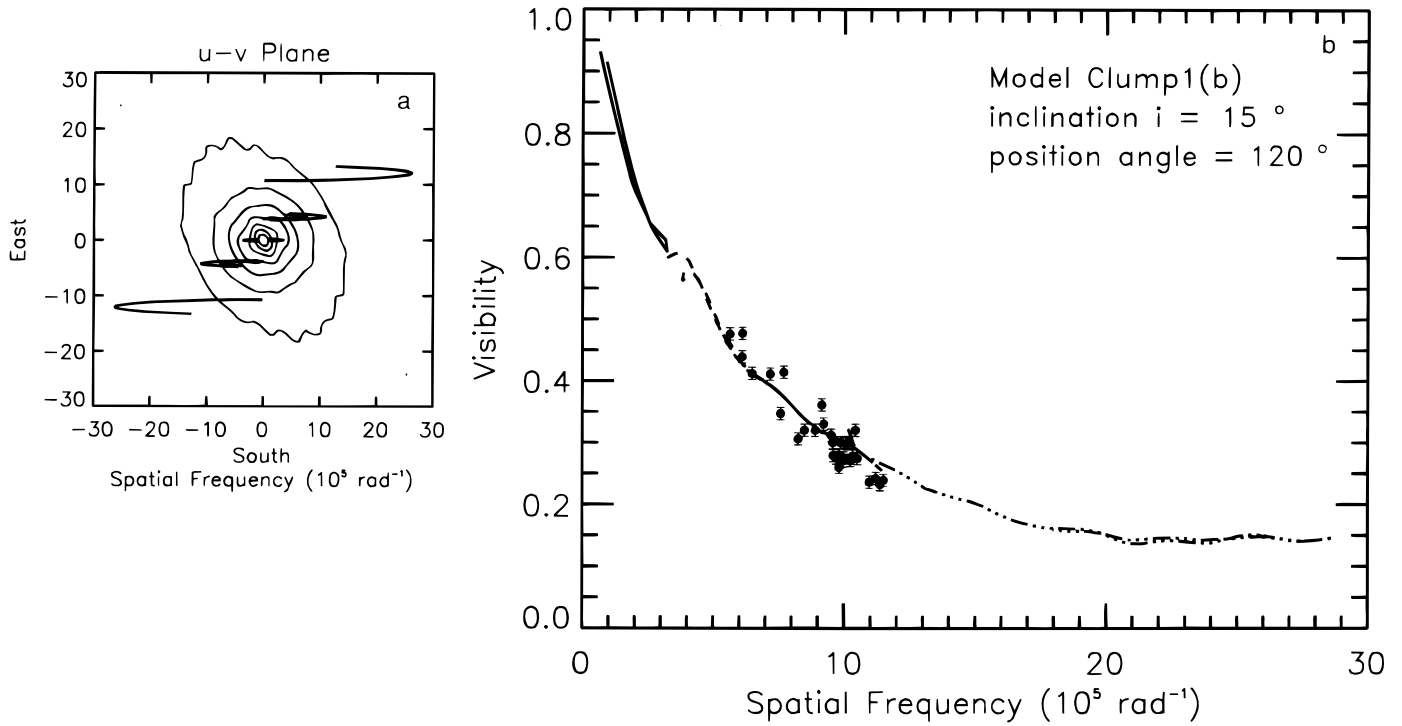 u-v Plane
a
30
20
10
0
-10
-20
-30
East
-30 -20 -10 0 10 20 30
South
Spatial Frequency (10⁵ rad⁻¹)
b
Model Clump1(b)
inclination i = 15 °
position angle = 120 °
1.0
0.8
0.6
0.4
0.2
0.0
Visibility
0 10 20 30
Spatial Frequency (10⁵ rad⁻¹)